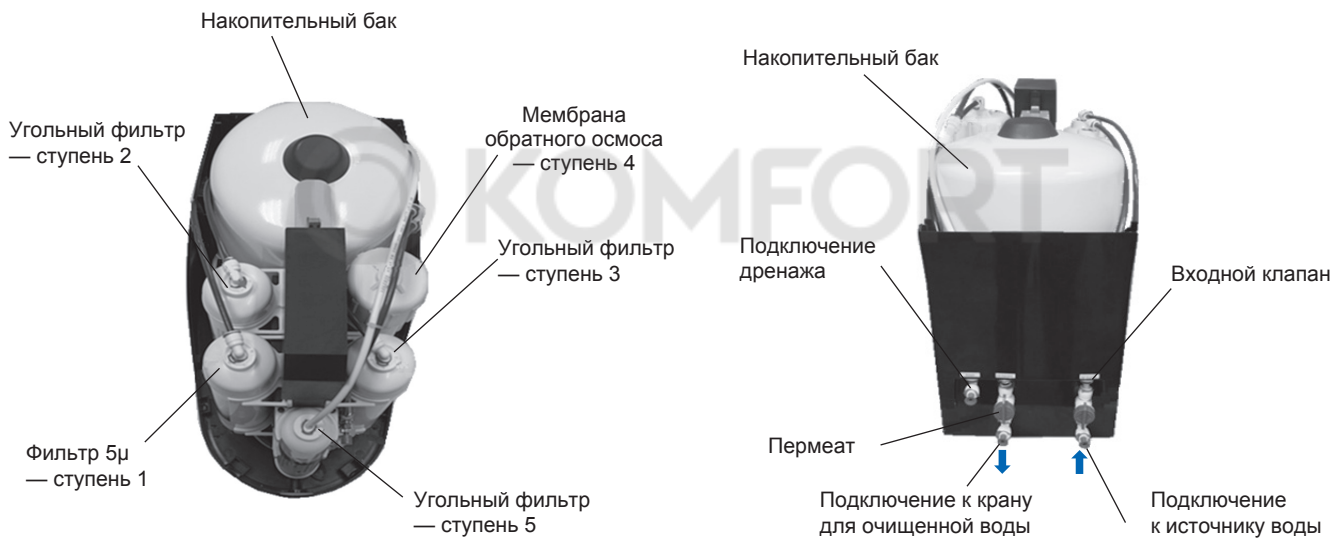 Накопительный бак
Угольный фильтр
— ступень 2
Мембрана
обратного осмоса
— ступень 4
Угольный фильтр
— ступень 3
Фильтр 5μ
— ступень 1
Угольный фильтр
— ступень 5
Накопительный бак
Подключение
дренажа
Входной клапан
Пермеат
Подключение к крану
для очищенной воды
Подключение
к источнику воды
KOMFORT